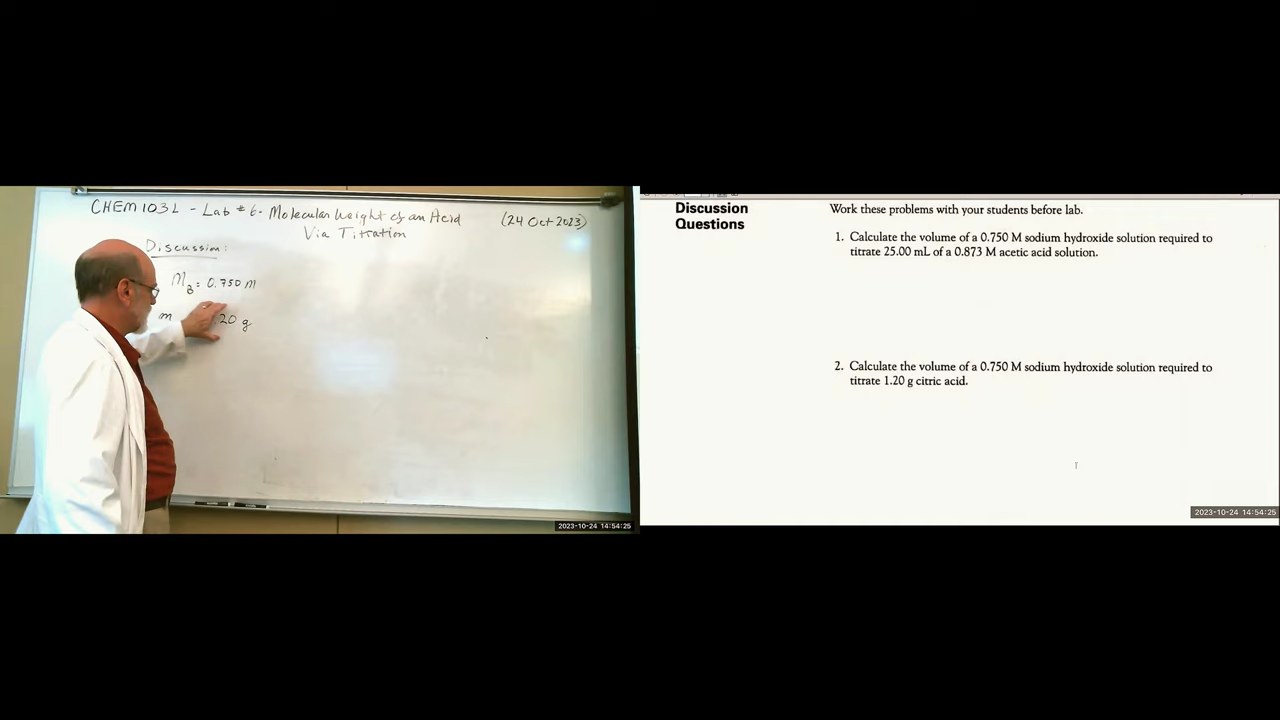 CHEM 103L - Lab #6 - Molecular Weight of an Acid
Via Titration
(24 Oct 2023)
Discussion:
M_B = 0.750 M
m .20 g
2023-10-24 14:54:25
Discussion
Questions
Work these problems with your students before lab.
1. Calculate the volume of a 0.750 M sodium hydroxide solution required to
titrate 25.00 mL of a 0.873 M acetic acid solution.
2. Calculate the volume of a 0.750 M sodium hydroxide solution required to
titrate 1.20 g citric acid.
2023-10-24 14:54:25